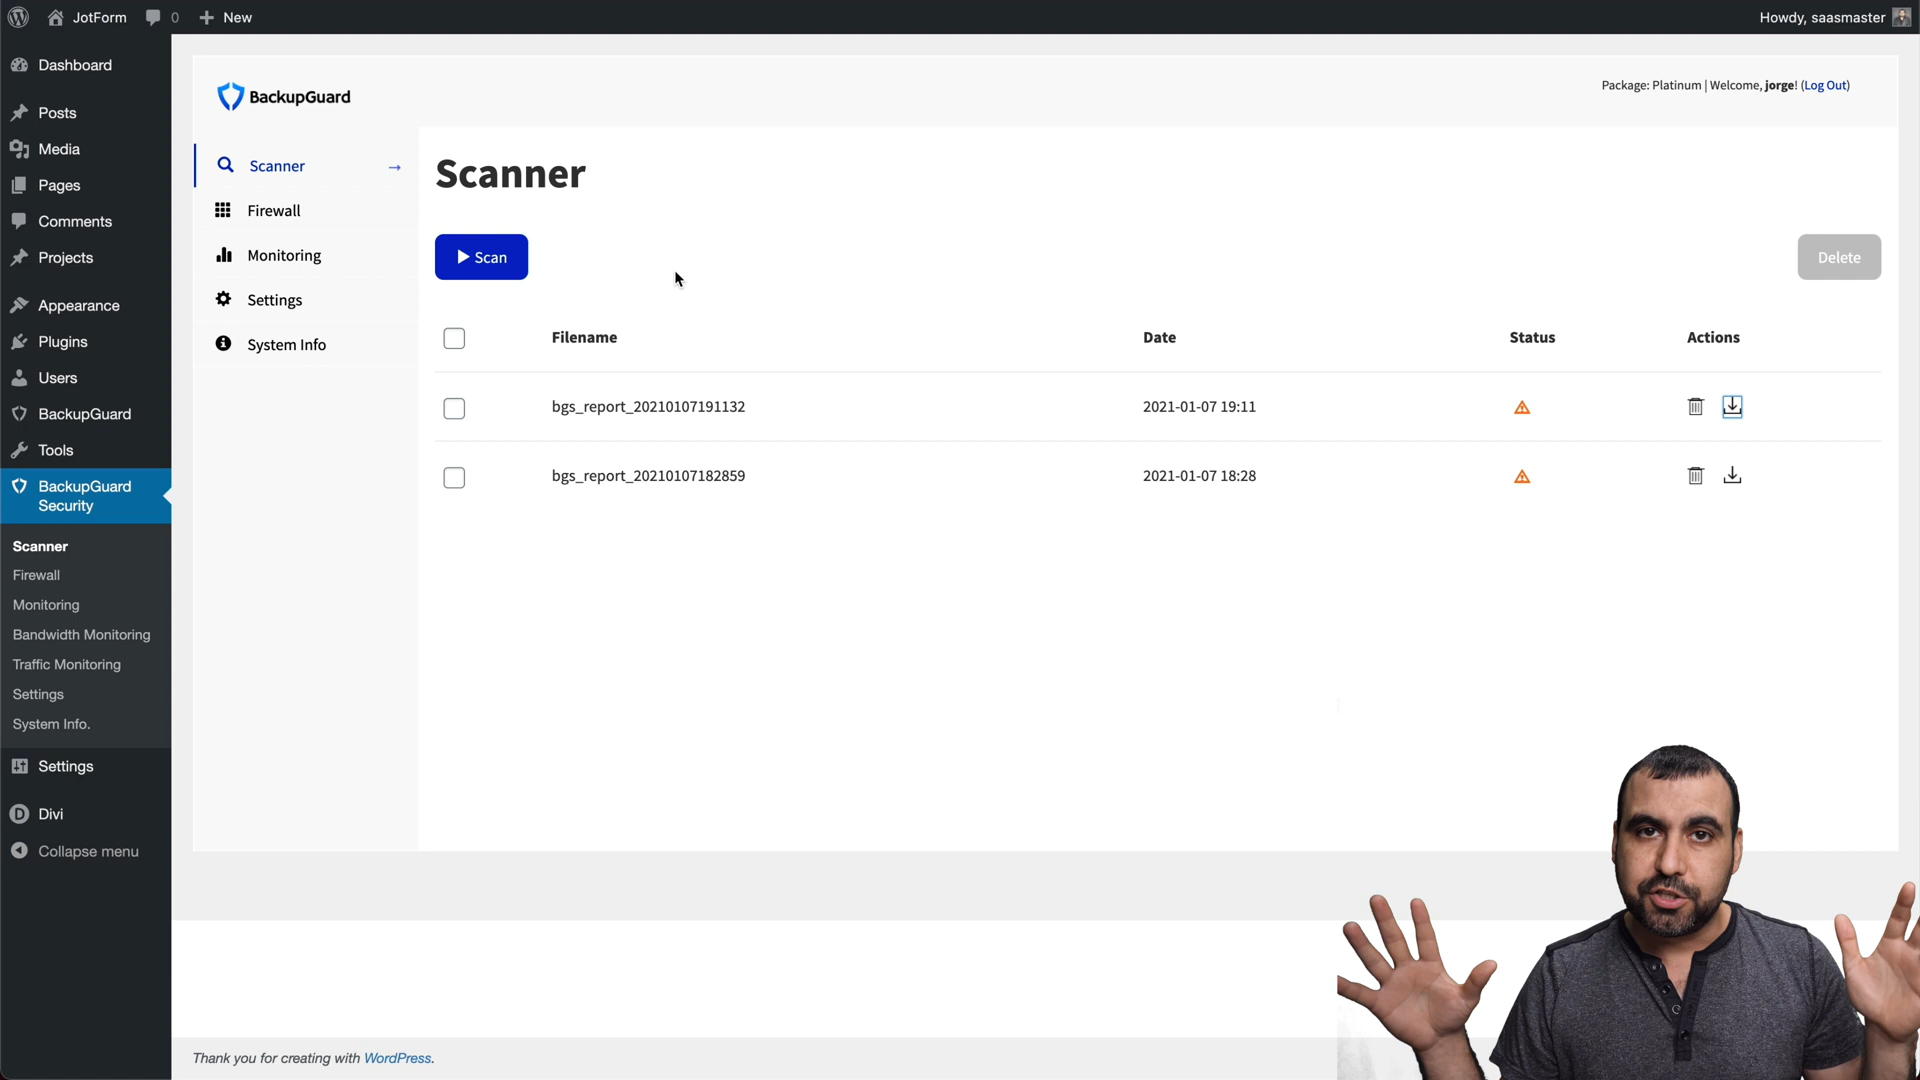 JotForm 0 New Howdy, saasmaster
Dashboard
Posts
Media
Pages
Comments
Projects
Appearance
Plugins
Users
BackupGuard
Tools
BackupGuard
Security
Scanner
Firewall
Monitoring
Bandwidth Monitoring
Traffic Monitoring
Settings
System Info.
Settings
Divi
Collapse menu
BackupGuard
Package: Platinum | Welcome, jorge! (Log Out)
Scanner →
Firewall
Monitoring
Settings
System Info
Scanner
Scan
Delete
Filename Date Status Actions
bgs_report_20210107191132 2021-01-07 19:11
bgs_report_20210107182859 2021-01-07 18:28
Thank you for creating with WordPress.